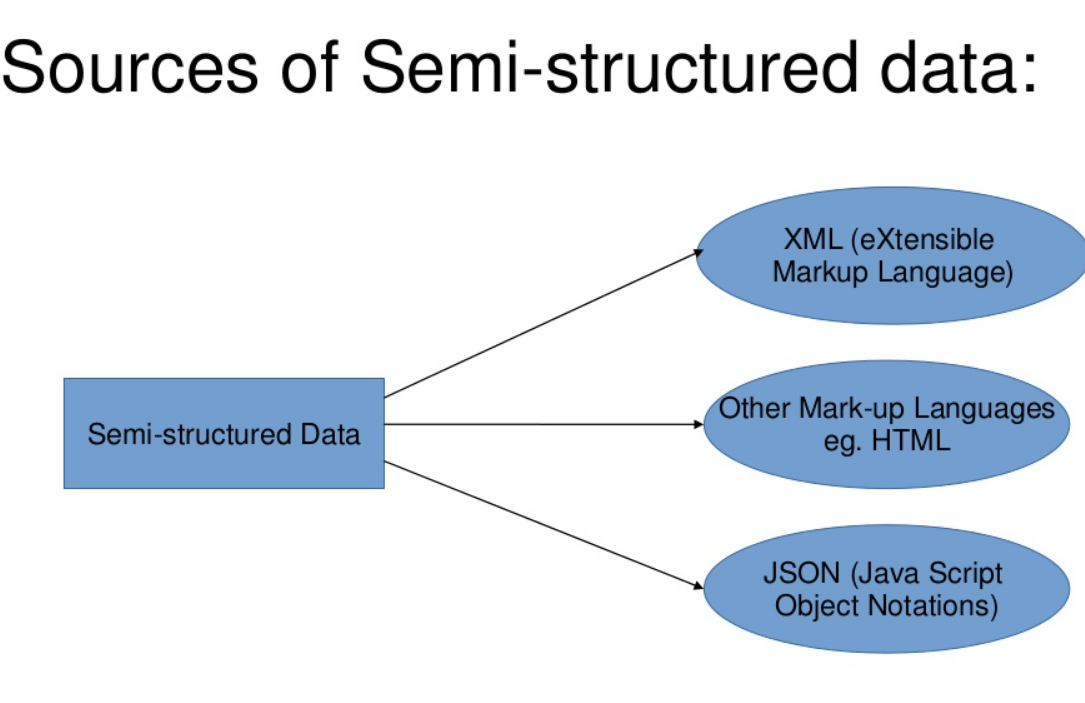 Sources of Semi-structured data:
XML (eXtensible
Markup Language)
Semi-structured Data
Other Mark-up Languages
eg. HTML
JSON (Java Script
Object Notations)